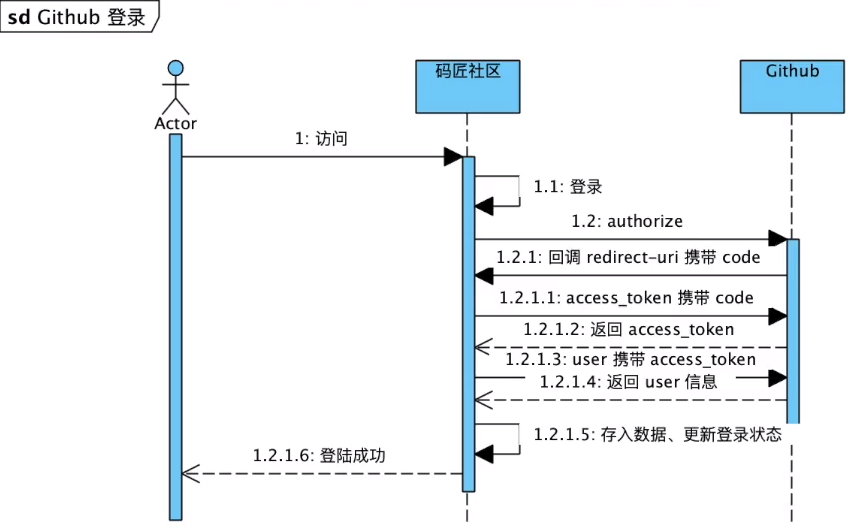 sd Github 登录
码匠社区
Github
Actor
1: 访问
1.1: 登录
1.2: authorize
1.2.1: 回调 redirect-uri 携带 code
1.2.1.1: access_token 携带 code
1.2.1.2: 返回 access_token
1.2.1.3: user 携带 access_token
1.2.1.4: 返回 user 信息
1.2.1.5: 存入数据、更新登录状态
1.2.1.6: 登陆成功